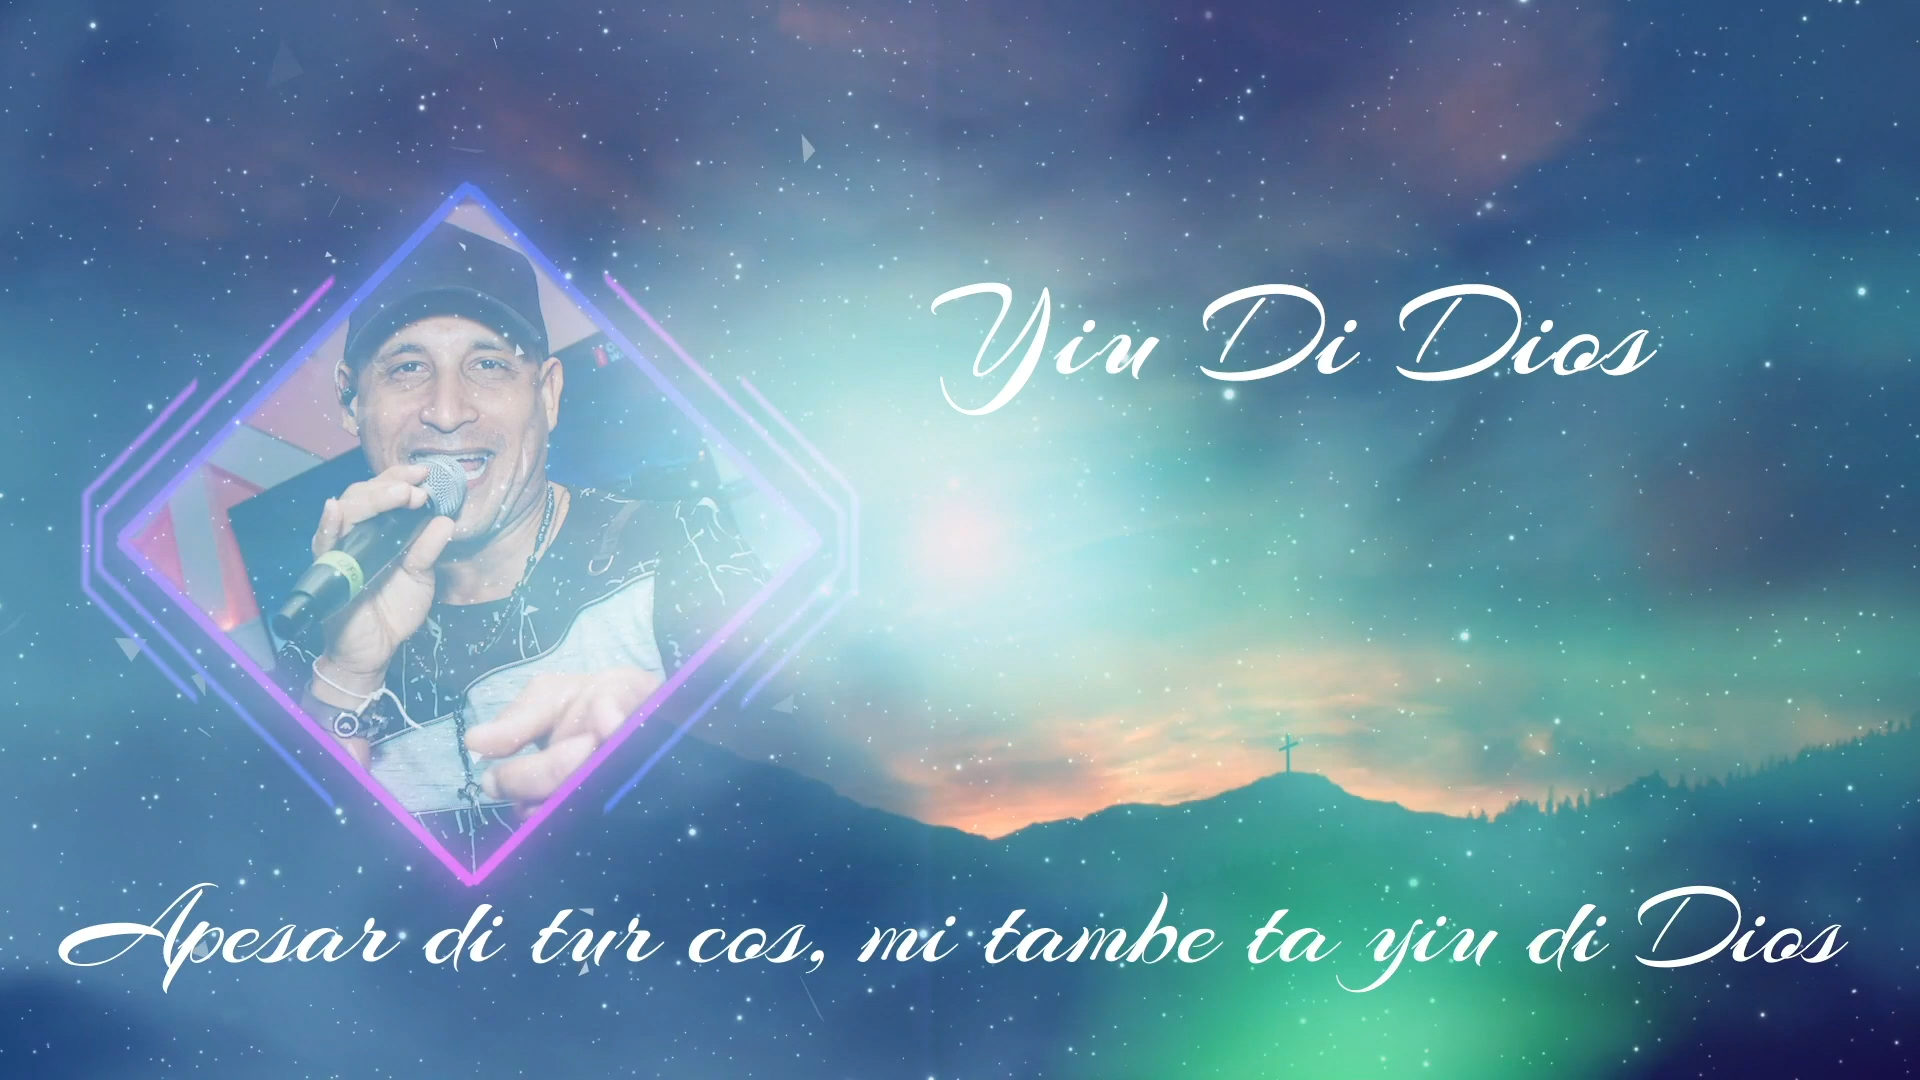 Yiu Di Dios
Apesar di tur cos, mi tambe ta yiu di Dios